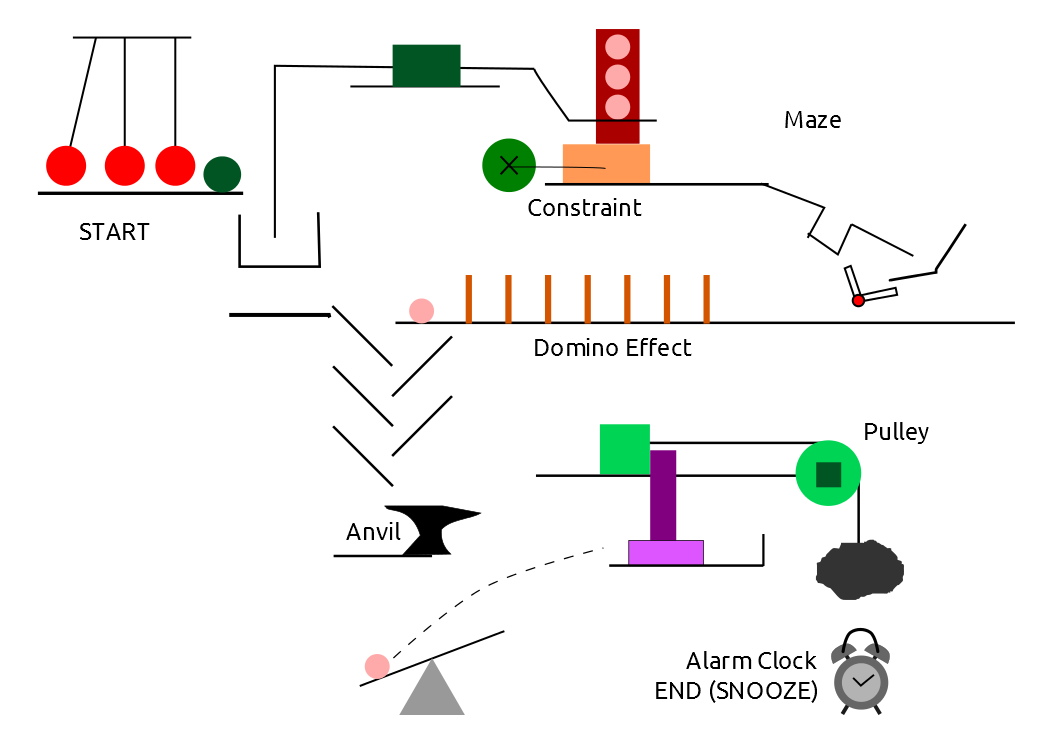 Maze
Constraint
START
Domino Effect
Pulley
Anvil
Alarm Clock
END (SNOOZE)